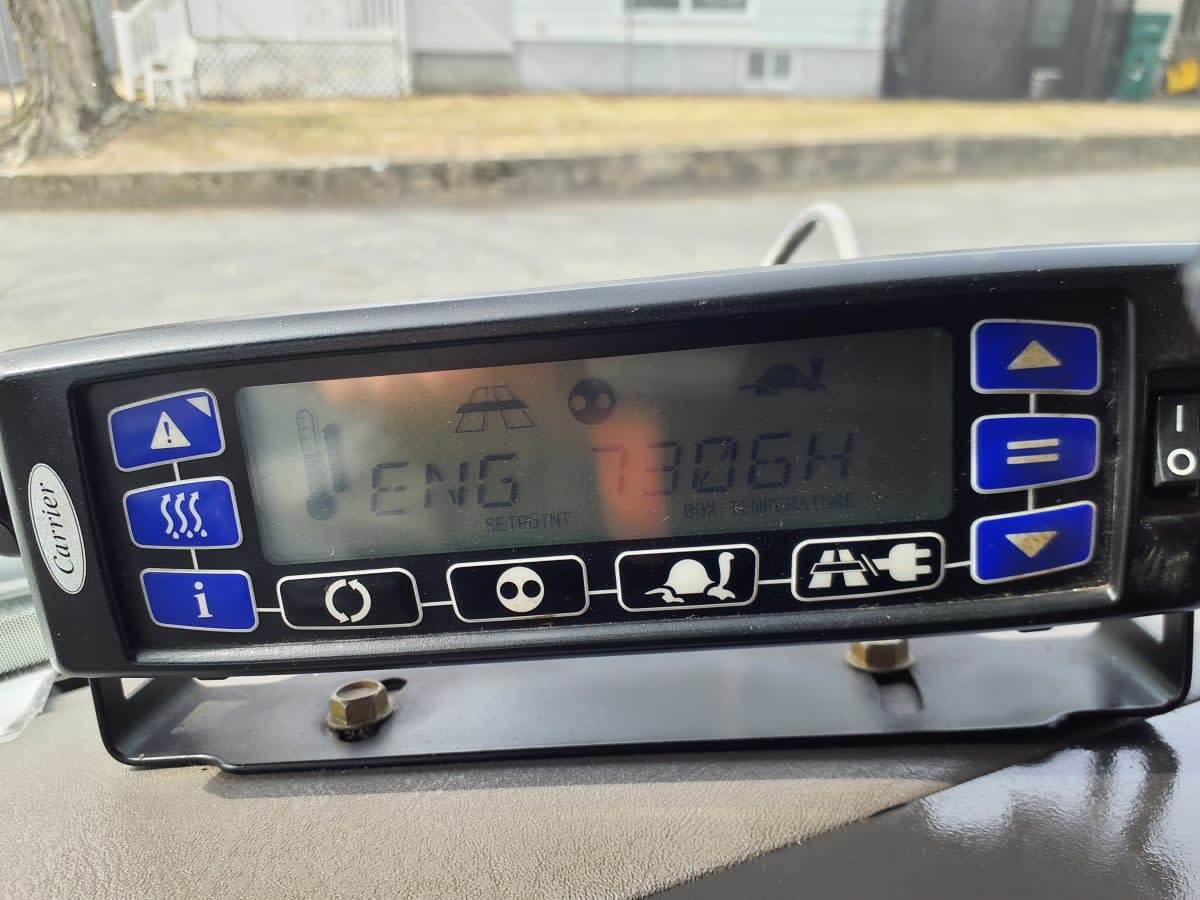 Carrier
ENG 7306H
SETPOINT BOX TEMPERATURE
i
I
O